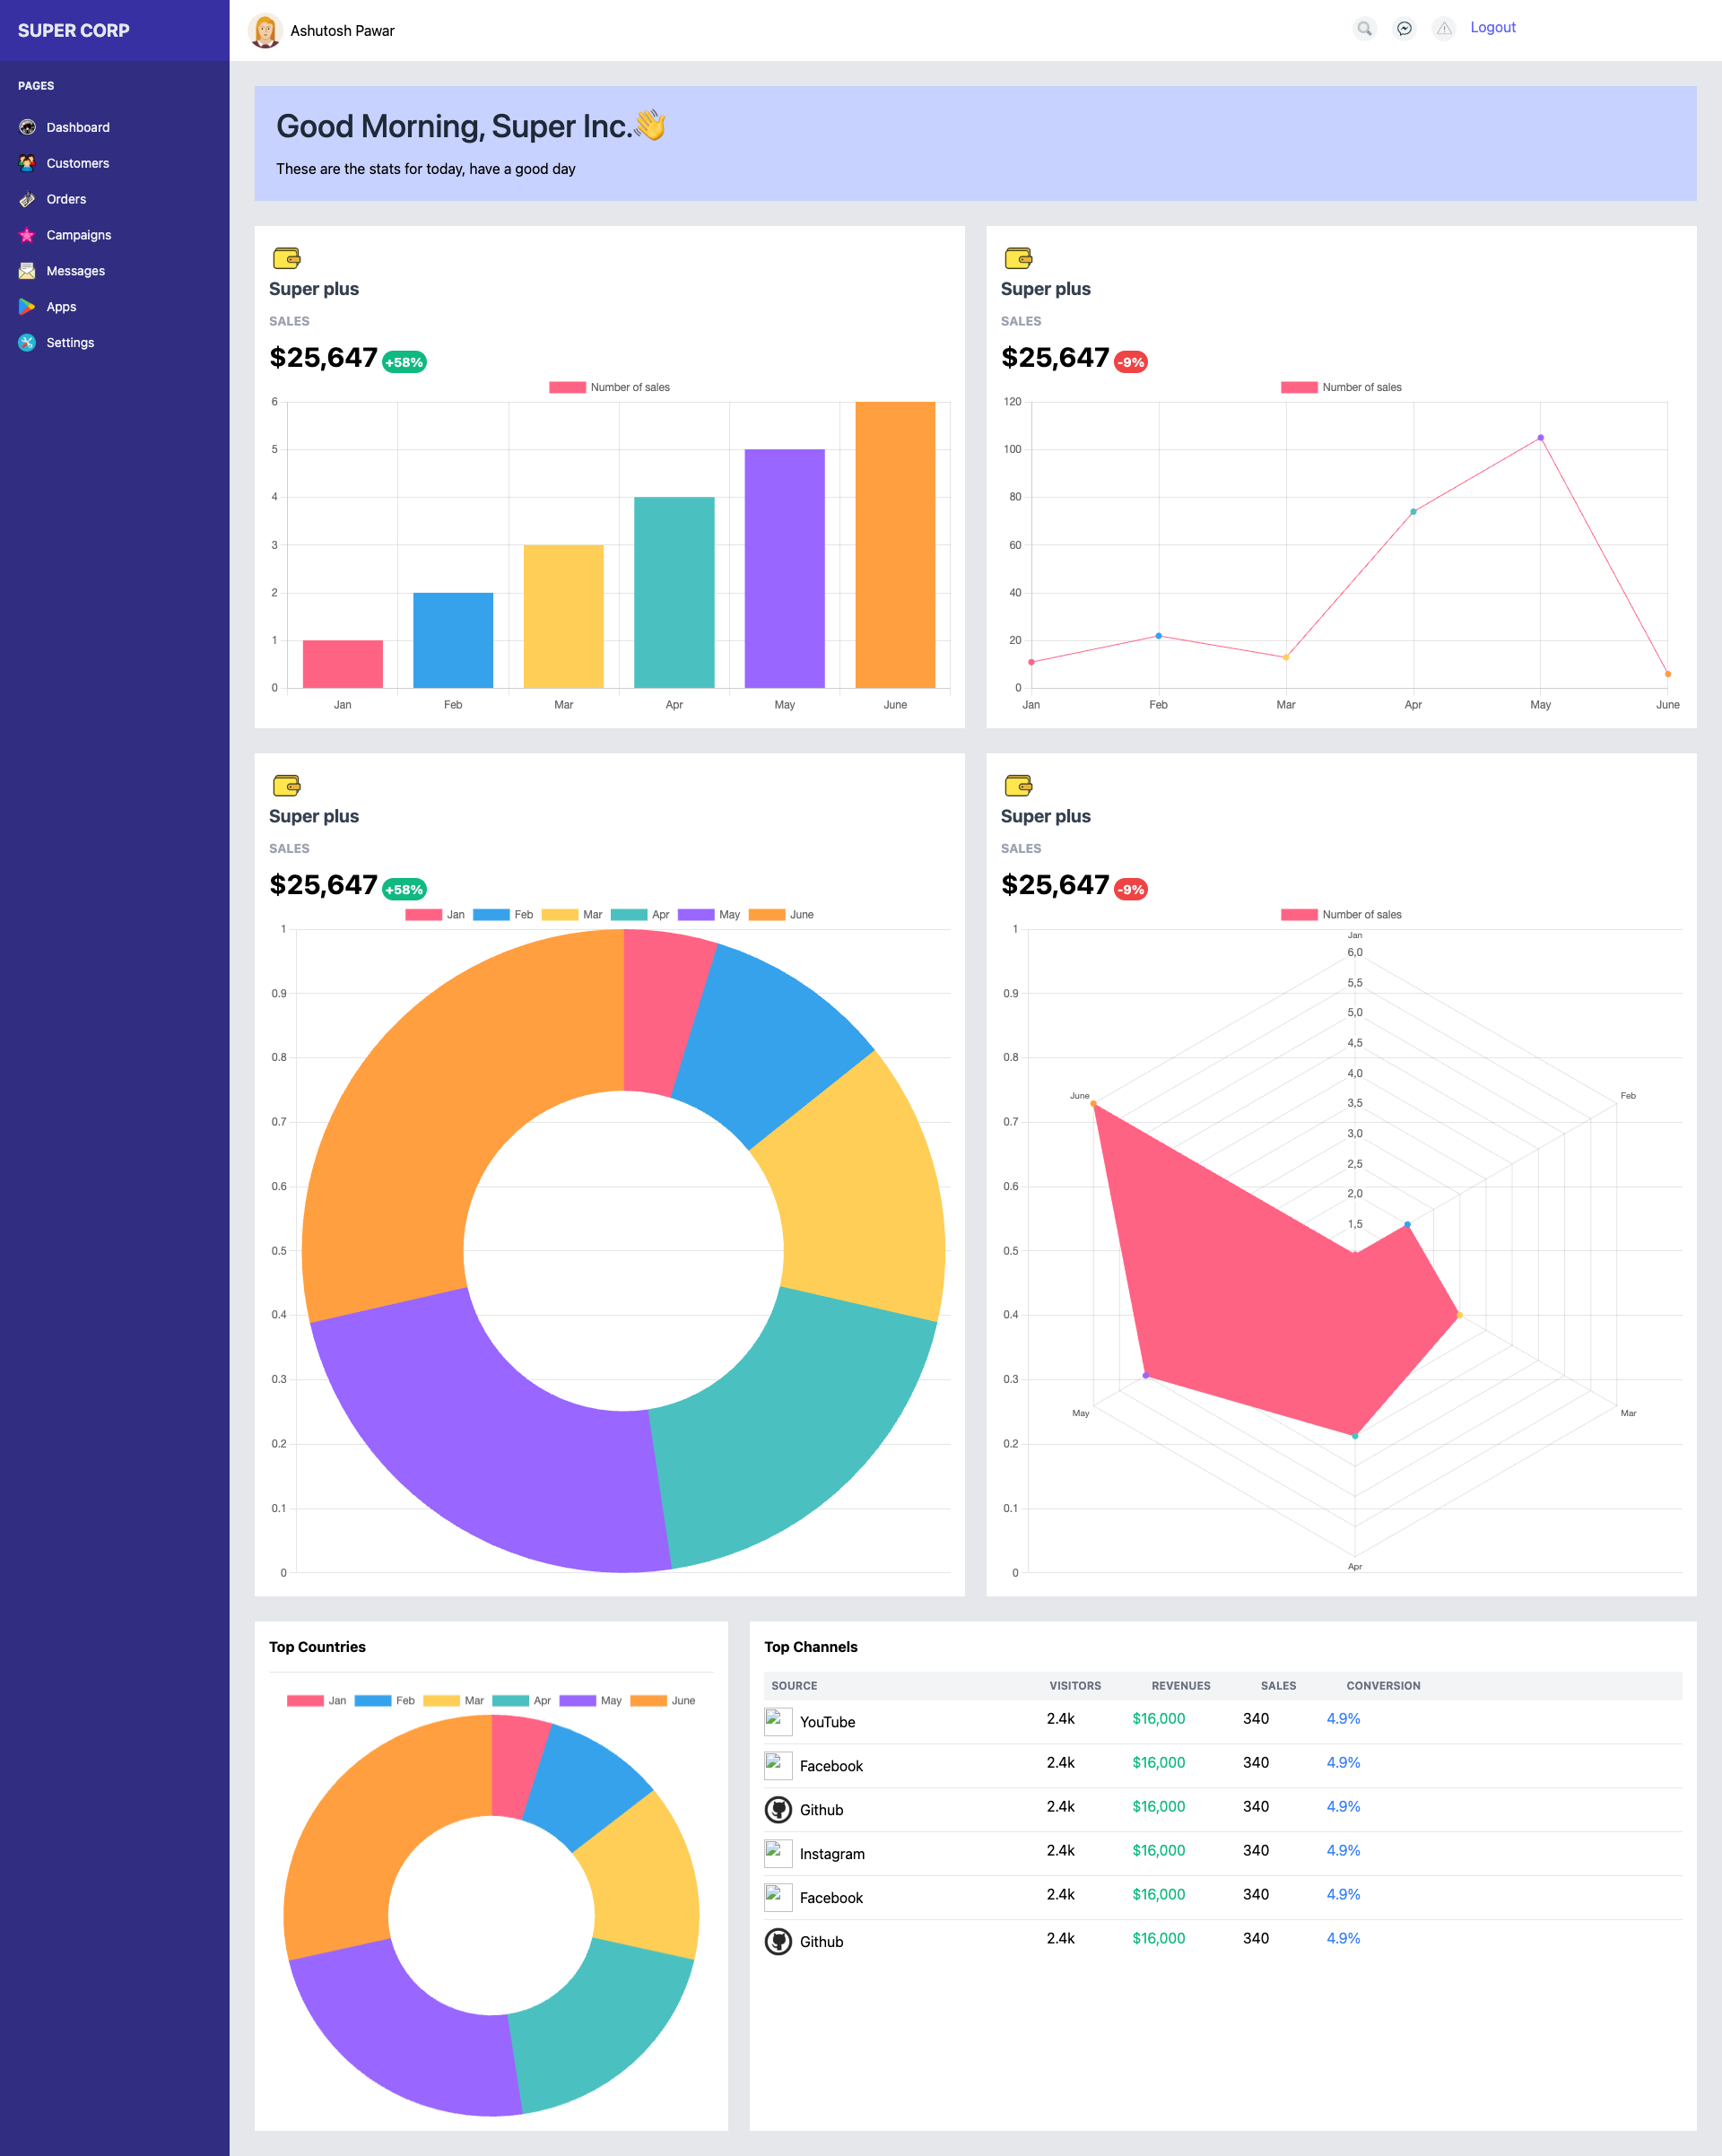 SUPER CORP
Ashutosh Pawar
Logout
PAGES
Dashboard
Customers
Orders
Campaigns
Messages
Apps
Settings
Good Morning, Super Inc.👋
These are the stats for today, have a good day
Super plus
SALES
$25,647 +58%
Number of sales
6
5
4
3
2
1
0
Jan Feb Mar Apr May June
Super plus
SALES
$25,647 -9%
Number of sales
120
100
80
60
40
20
0
Jan Feb Mar Apr May June
Super plus
SALES
$25,647 +58%
Jan Feb Mar Apr May June
1
0.9
0.8
0.7
0.6
0.5
0.4
0.3
0.2
0.1
0
Super plus
SALES
$25,647 -9%
Number of sales
1
0.9
0.8
0.7
0.6
0.5
0.4
0.3
0.2
0.1
0
Jan
6,0
5,5
5,0
4,5
4,0
3,5
3,0
2,5
2,0
1,5
June
Feb
May
Mar
Apr
Top Countries
Jan Feb Mar Apr May June
Top Channels
SOURCE VISITORS REVENUES SALES CONVERSION
YouTube 2.4k $16,000 340 4.9%
Facebook 2.4k $16,000 340 4.9%
Github 2.4k $16,000 340 4.9%
Instagram 2.4k $16,000 340 4.9%
Facebook 2.4k $16,000 340 4.9%
Github 2.4k $16,000 340 4.9%